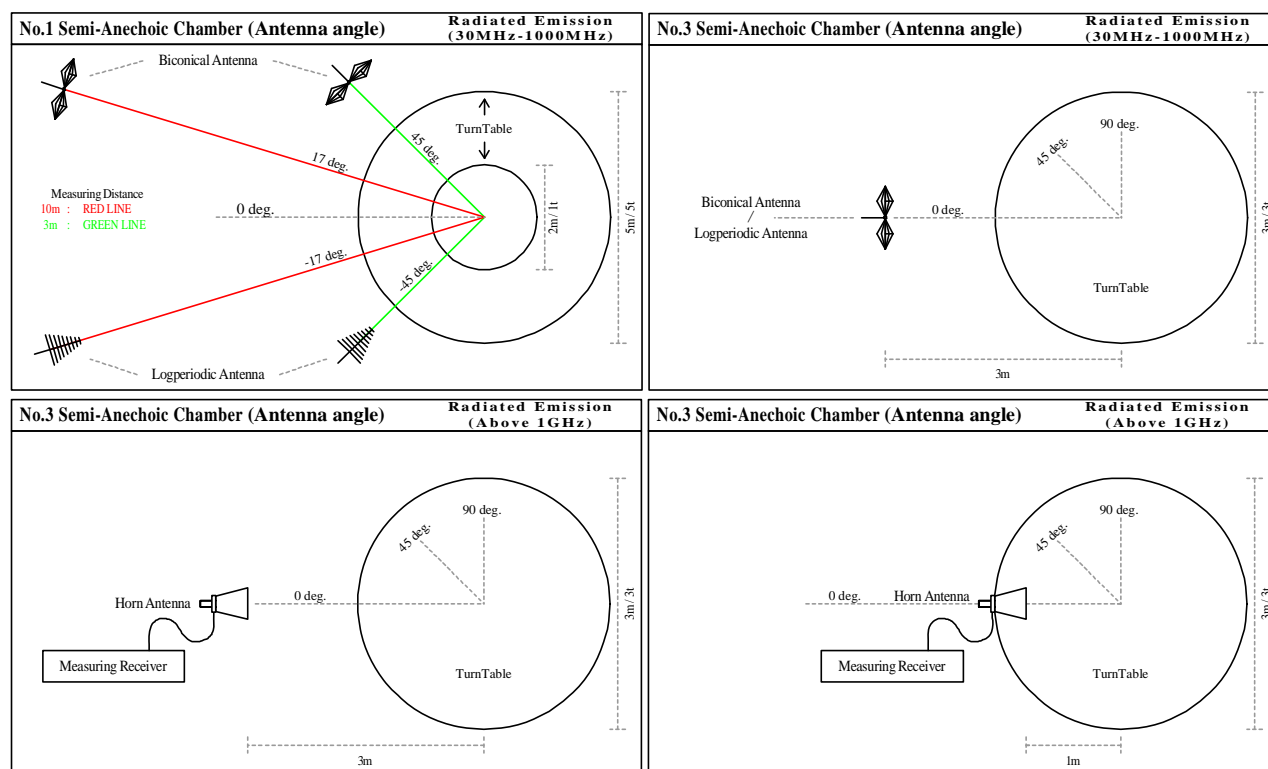 No.1 Semi-Anechoic Chamber (Antenna angle)
Radiated Emission
(30MHz-1000MHz)
Biconical Antenna
45 deg.
TurnTable
17 deg.
Measuring Distance
10m : RED LINE
3m : GREEN LINE
0 deg.
2m / 1t
5m / 5t
-17 deg.
-45 deg.
Logperiodic Antenna
No.3 Semi-Anechoic Chamber (Antenna angle)
Radiated Emission
(30MHz-1000MHz)
90 deg.
45 deg.
Biconical Antenna
/
Logperiodic Antenna
0 deg.
3m / 3t
TurnTable
3m
No.3 Semi-Anechoic Chamber (Antenna angle)
Radiated Emission
(Above 1GHz)
90 deg.
45 deg.
Horn Antenna
0 deg.
3m / 3t
Measuring Receiver
TurnTable
3m
No.3 Semi-Anechoic Chamber (Antenna angle)
Radiated Emission
(Above 1GHz)
90 deg.
45 deg.
0 deg.
Horn Antenna
3m / 3t
Measuring Receiver
TurnTable
1m